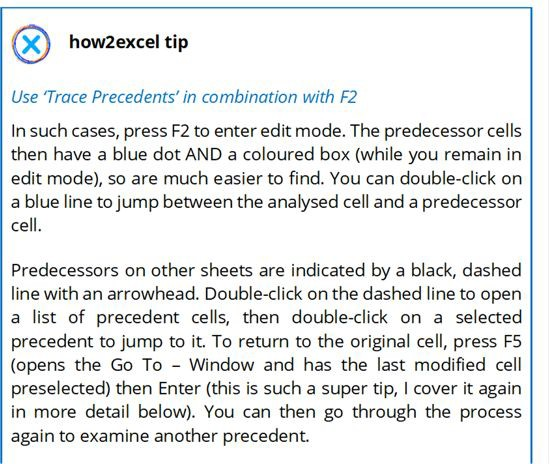 how2excel tip
Use ‘Trace Precedents’ in combination with F2
In such cases, press F2 to enter edit mode. The predecessor cells
then have a blue dot AND a coloured box (while you remain in
edit mode), so are much easier to find. You can double-click on
a blue line to jump between the analysed cell and a predecessor
cell.
Predecessors on other sheets are indicated by a black, dashed
line with an arrowhead. Double-click on the dashed line to open
a list of precedent cells, then double-click on a selected
precedent to jump to it. To return to the original cell, press F5
(opens the Go To – Window and has the last modified cell
preselected) then Enter (this is such a super tip, I cover it again
in more detail below). You can then go through the process
again to examine another precedent.